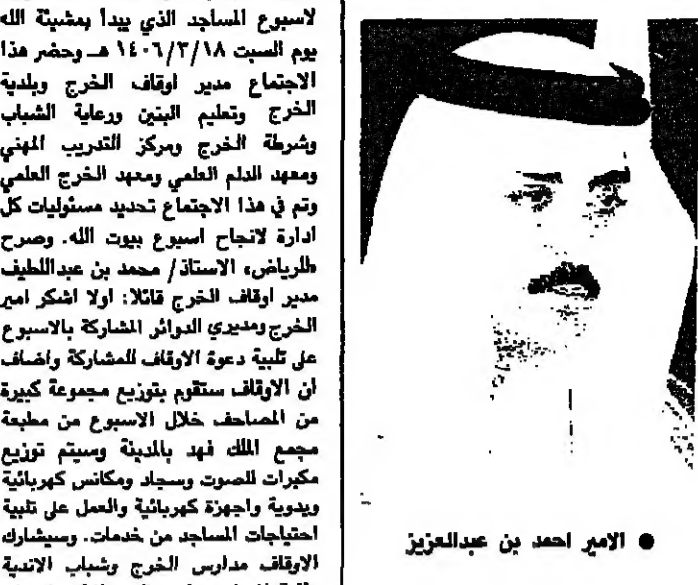 لاسبوع المساجد الذي يبدأ بمشيئة الله
يوم السبت ١٤٠٦/٣/١٨ هـ وحضر هذا
الاجتماع مدير اوقاف الخرج وبلدية
الخرج وتعليم البنين ورعاية الشباب
وشرطة الخرج ومركز التدريب المهني
ومعهد الدلم العلمي ومعهد الخرج العلمي
وتم في هذا الاجتماع تحديد مسئوليات كل
ادارة لانجاح اسبوع بيوت الله. وصرح
«للرياض» الاستاذ/ محمد بن عبداللطيف
مدير اوقاف الخرج قائلا: اولا اشكر امير
الخرج ومديري الدوائر المشاركة بالاسبوع
على تلبية دعوة الاوقاف للمشاركة واضاف
ان الاوقاف ستقوم بتوزيع مجموعة كبيرة
من المصاحف خلال الاسبوع من مطبعة
مجمع الملك فهد بالمدينة وسيتم توزيع
مكبرات للصوت وسجاد ومكانس كهربائية
ويدوية واجهزة كهربائية والعمل على تلبية
احتياجات المساجد من خدمات. وسيشارك
الاوقاف مدارس الخرج وشباب الاندية
● الامير احمد بن عبدالعزيز